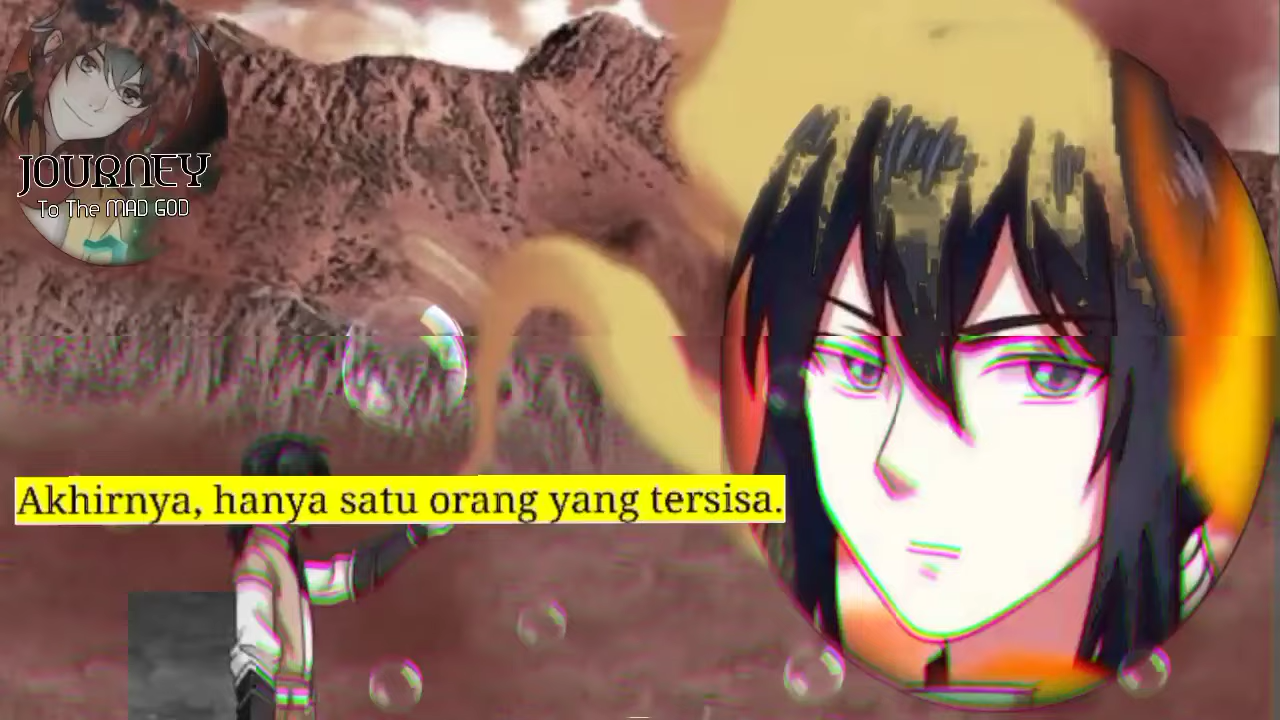 JOURNEY
To The MAD GOD
Akhirnya, hanya satu orang yang tersisa.